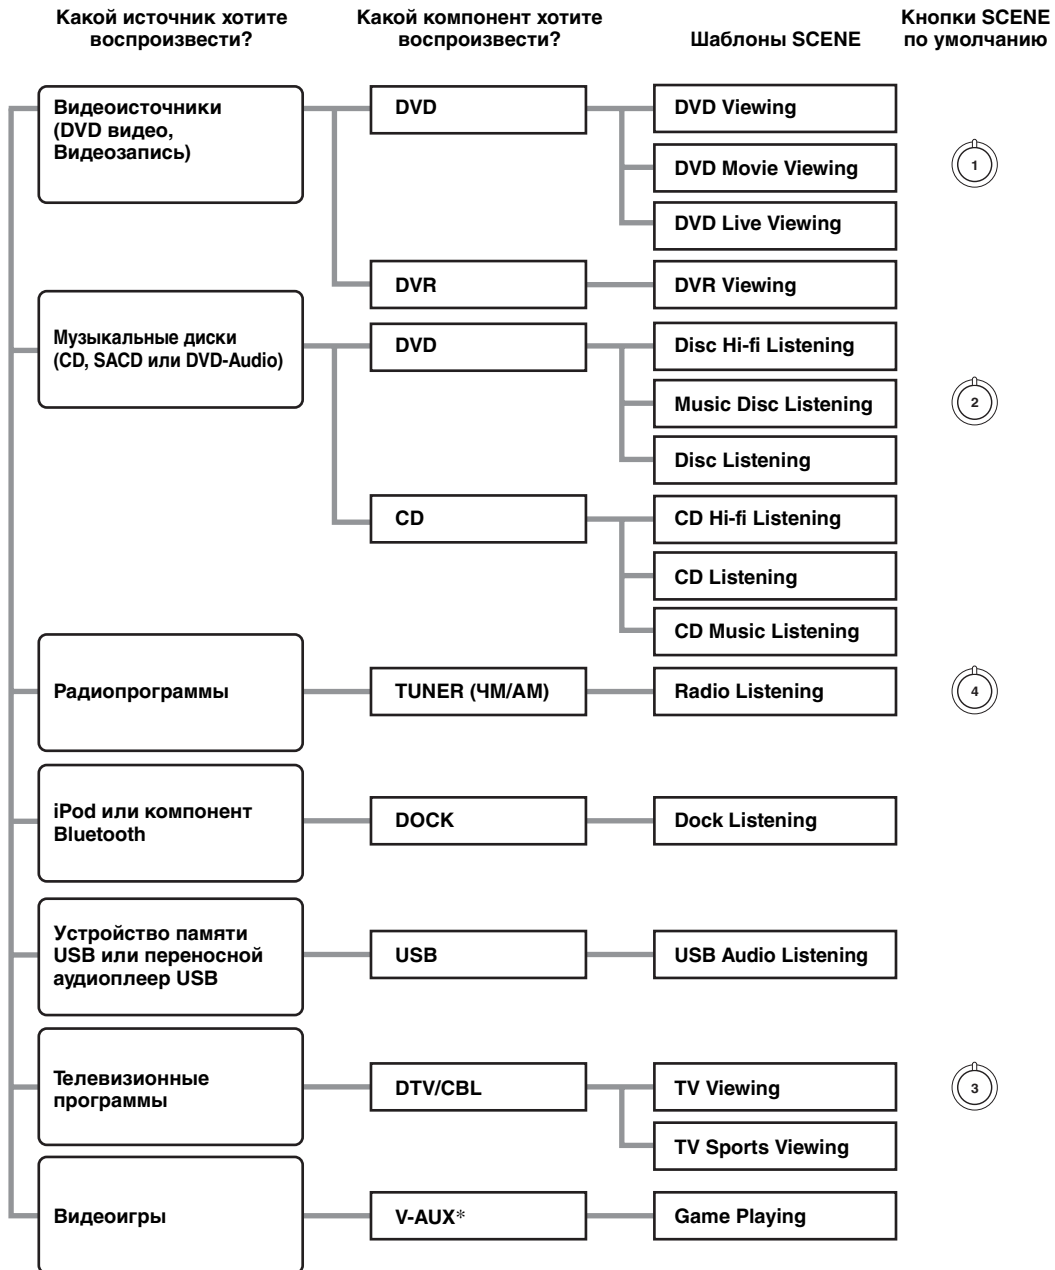 Какой источник хотите
воспроизвести?
Какой компонент хотите
воспроизвести?
Шаблоны SCENE
Кнопки SCENE
по умолчанию
Видеоисточники
(DVD видео,
Видеозапись)
DVD
DVD Viewing
DVD Movie Viewing
1
DVD Live Viewing
DVR
DVR Viewing
Музыкальные диски
(CD, SACD или DVD-Audio)
DVD
Disc Hi-fi Listening
Music Disc Listening
2
Disc Listening
CD
CD Hi-fi Listening
CD Listening
CD Music Listening
Радиопрограммы
TUNER (ЧМ/AM)
Radio Listening
4
iPod или компонент
Bluetooth
DOCK
Dock Listening
Устройство памяти
USB или переносной
аудиоплеер USB
USB
USB Audio Listening
Телевизионные
программы
DTV/CBL
TV Viewing
3
TV Sports Viewing
Видеоигры
V-AUX*
Game Playing